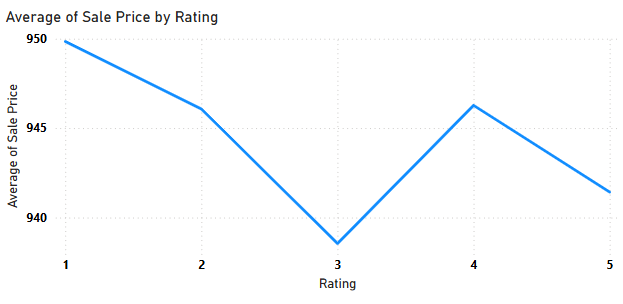 Average of Sale Price by Rating
950
945
940
Average of Sale Price
1 2 3 4 5
Rating